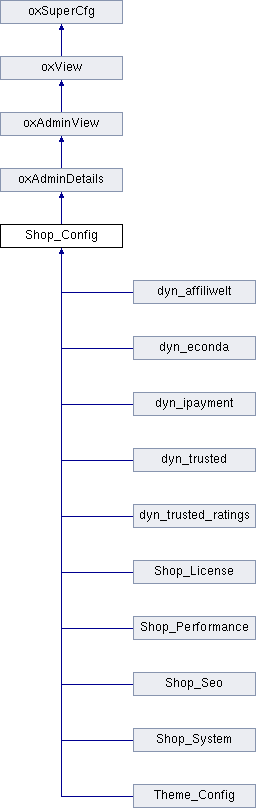 oxSuperCfg
oxView
oxAdminView
oxAdminDetails
Shop_Config
dyn_affiliwelt
dyn_econda
dyn_ipayment
dyn_trusted
dyn_trusted_ratings
Shop_License
Shop_Performance
Shop_Seo
Shop_System
Theme_Config